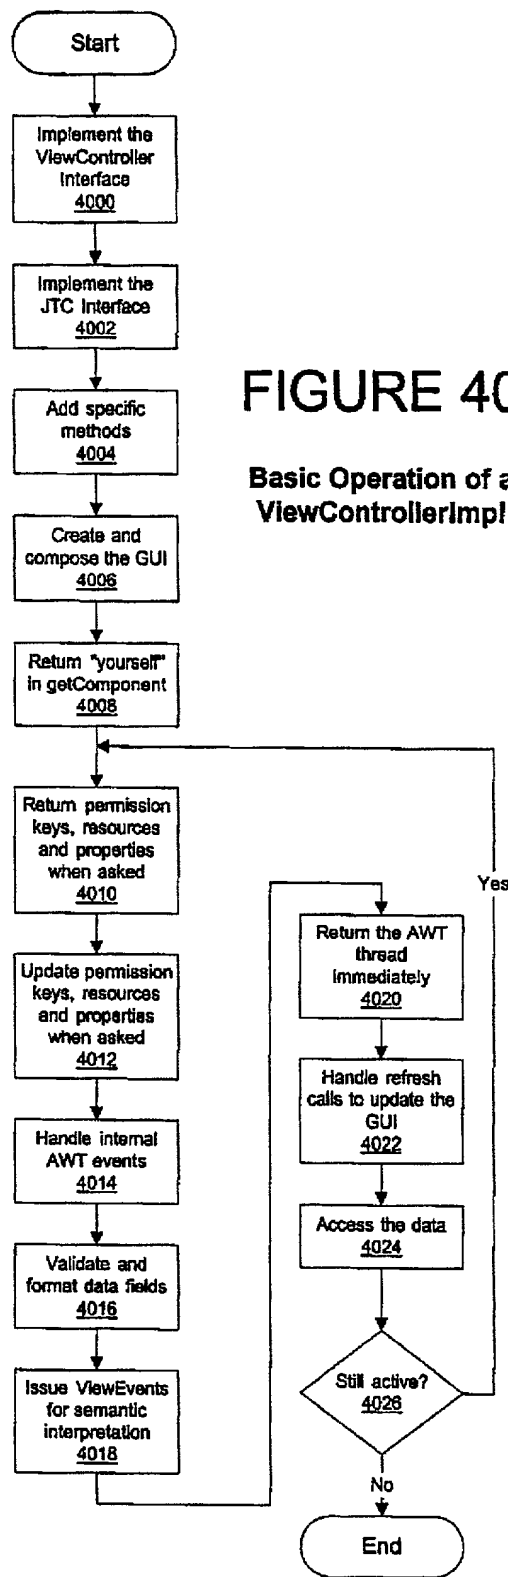 Start
Implement the
ViewController
Interface
4000
Implement the
JTC Interface
4002
Add specific
methods
4004
Create and
compose the GUI
4006
Return "yourself"
in getComponent
4008
Return permission
keys, resources
and properties
when asked
4010
Update permission
keys, resources
and properties
when asked
4012
Handle internal
AWT events
4014
Validate and
format data fields
4016
Issue ViewEvents
for semantic
interpretation
4018
FIGURE 40
Basic Operation of a
ViewControllerImpl
Return the AWT
thread
immediately
4020
Handle refresh
calls to update the
GUI
4022
Access the data
4024
Still active?
4026
Yes
No
End